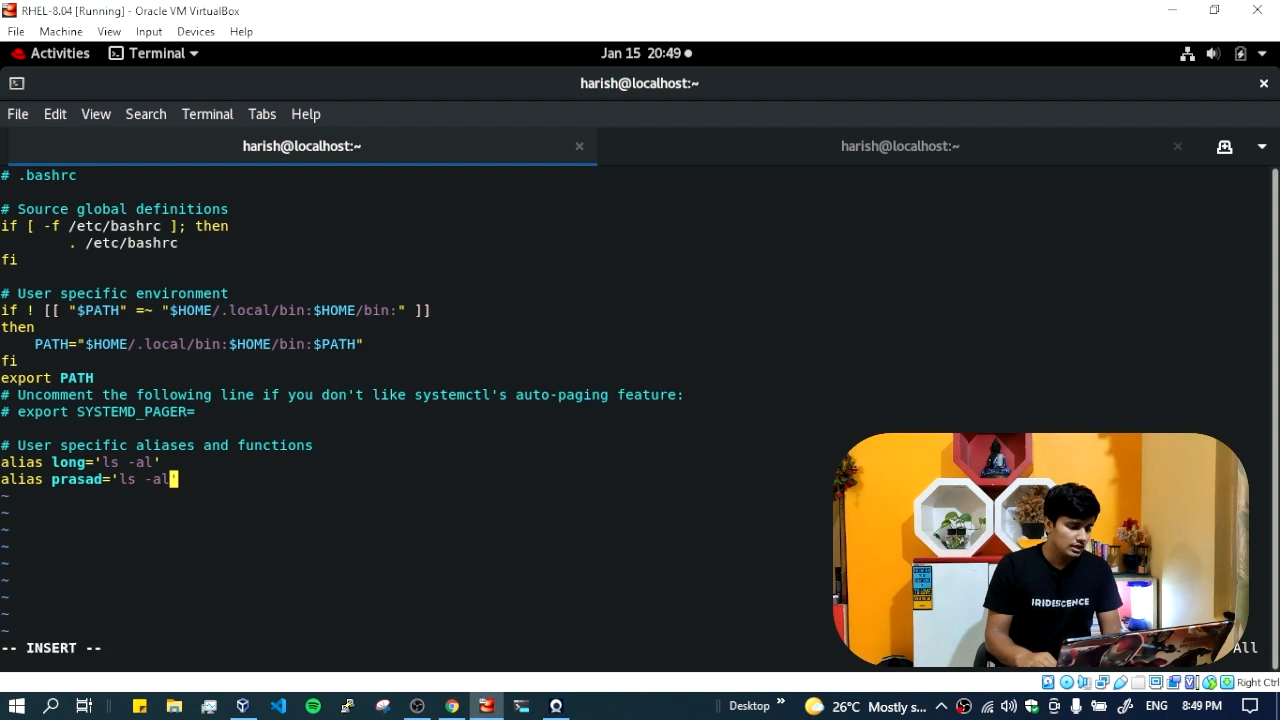 RHEL-8.04 [Running] - Oracle VM VirtualBox
File Machine View Input Devices Help
Activities Terminal Jan 15 20:49
harish@localhost:~
File Edit View Search Terminal Tabs Help
harish@localhost:~ harish@localhost:~
# .bashrc
# Source global definitions
if [ -f /etc/bashrc ]; then
. /etc/bashrc
fi
# User specific environment
if ! [[ "$PATH" =~ "$HOME/.local/bin:$HOME/bin:" ]]
then
PATH="$HOME/.local/bin:$HOME/bin:$PATH"
fi
export PATH
# Uncomment the following line if you don't like systemctl's auto-paging feature:
# export SYSTEMD_PAGER=
# User specific aliases and functions
alias long='ls -al'
alias prasad='ls -al'
~
~
~
~
~
~
~
~
~
IRIDESCENCE
-- INSERT -- All
Right Ctrl
Desktop 26°C Mostly s... ENG 8:49 PM